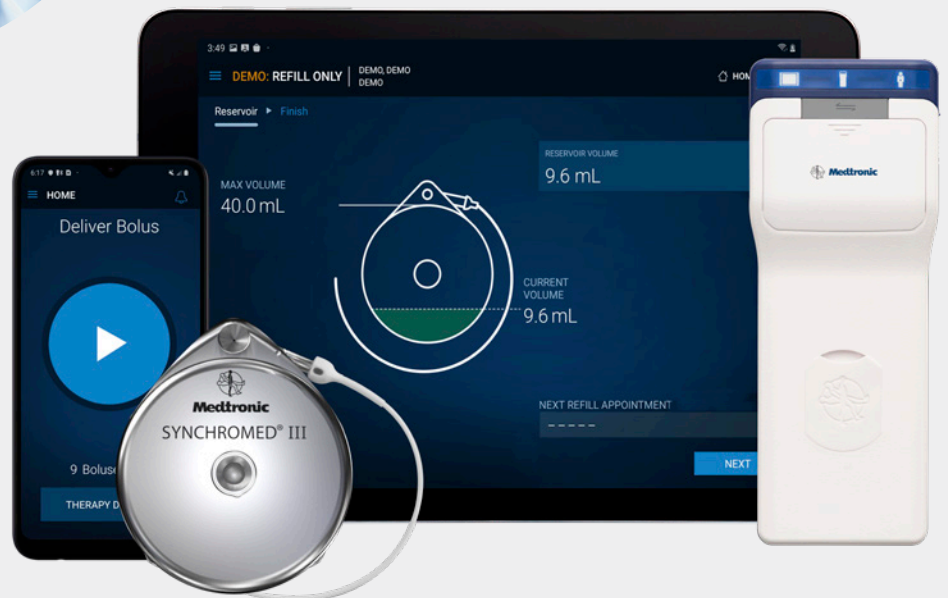 3:49
DEMO: REFILL ONLY
DEMO, DEMO
DEMO
Reservoir
Finish
MAX VOLUME
40.0 mL
RESERVOIR VOLUME
9.6 mL
CURRENT
VOLUME
9.6 mL
NEXT REFILL APPOINTMENT
-----
NEXT
6:17
HOME
Deliver Bolus
9
THERAPY
Medtronic
SYNCHROMED® III
Medtronic